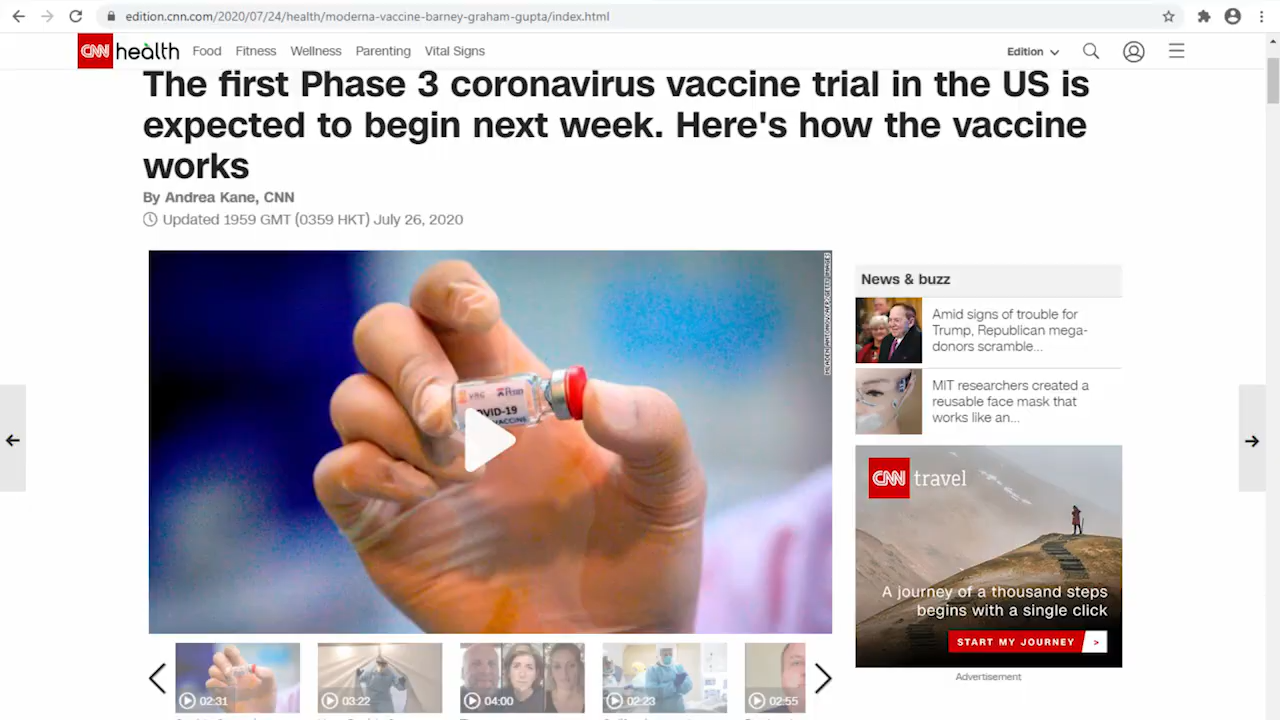 edition.cnn.com/2020/07/24/health/moderna-vaccine-barney-graham-gupta/index.html
CNN health Food Fitness Wellness Parenting Vital Signs Edition
The first Phase 3 coronavirus vaccine trial in the US is
expected to begin next week. Here's how the vaccine
works
By Andrea Kane, CNN
Updated 1959 GMT (0359 HKT) July 26, 2020
VRC
COVID-19
VACCINE
News & buzz
Amid signs of trouble for
Trump, Republican mega-
donors scramble...
MIT researchers created a
reusable face mask that
works like an...
CNN travel
A journey of a thousand steps
begins with a single click
START MY JOURNEY >
Advertisement
02:31
03:22
04:00
02:23
02:55